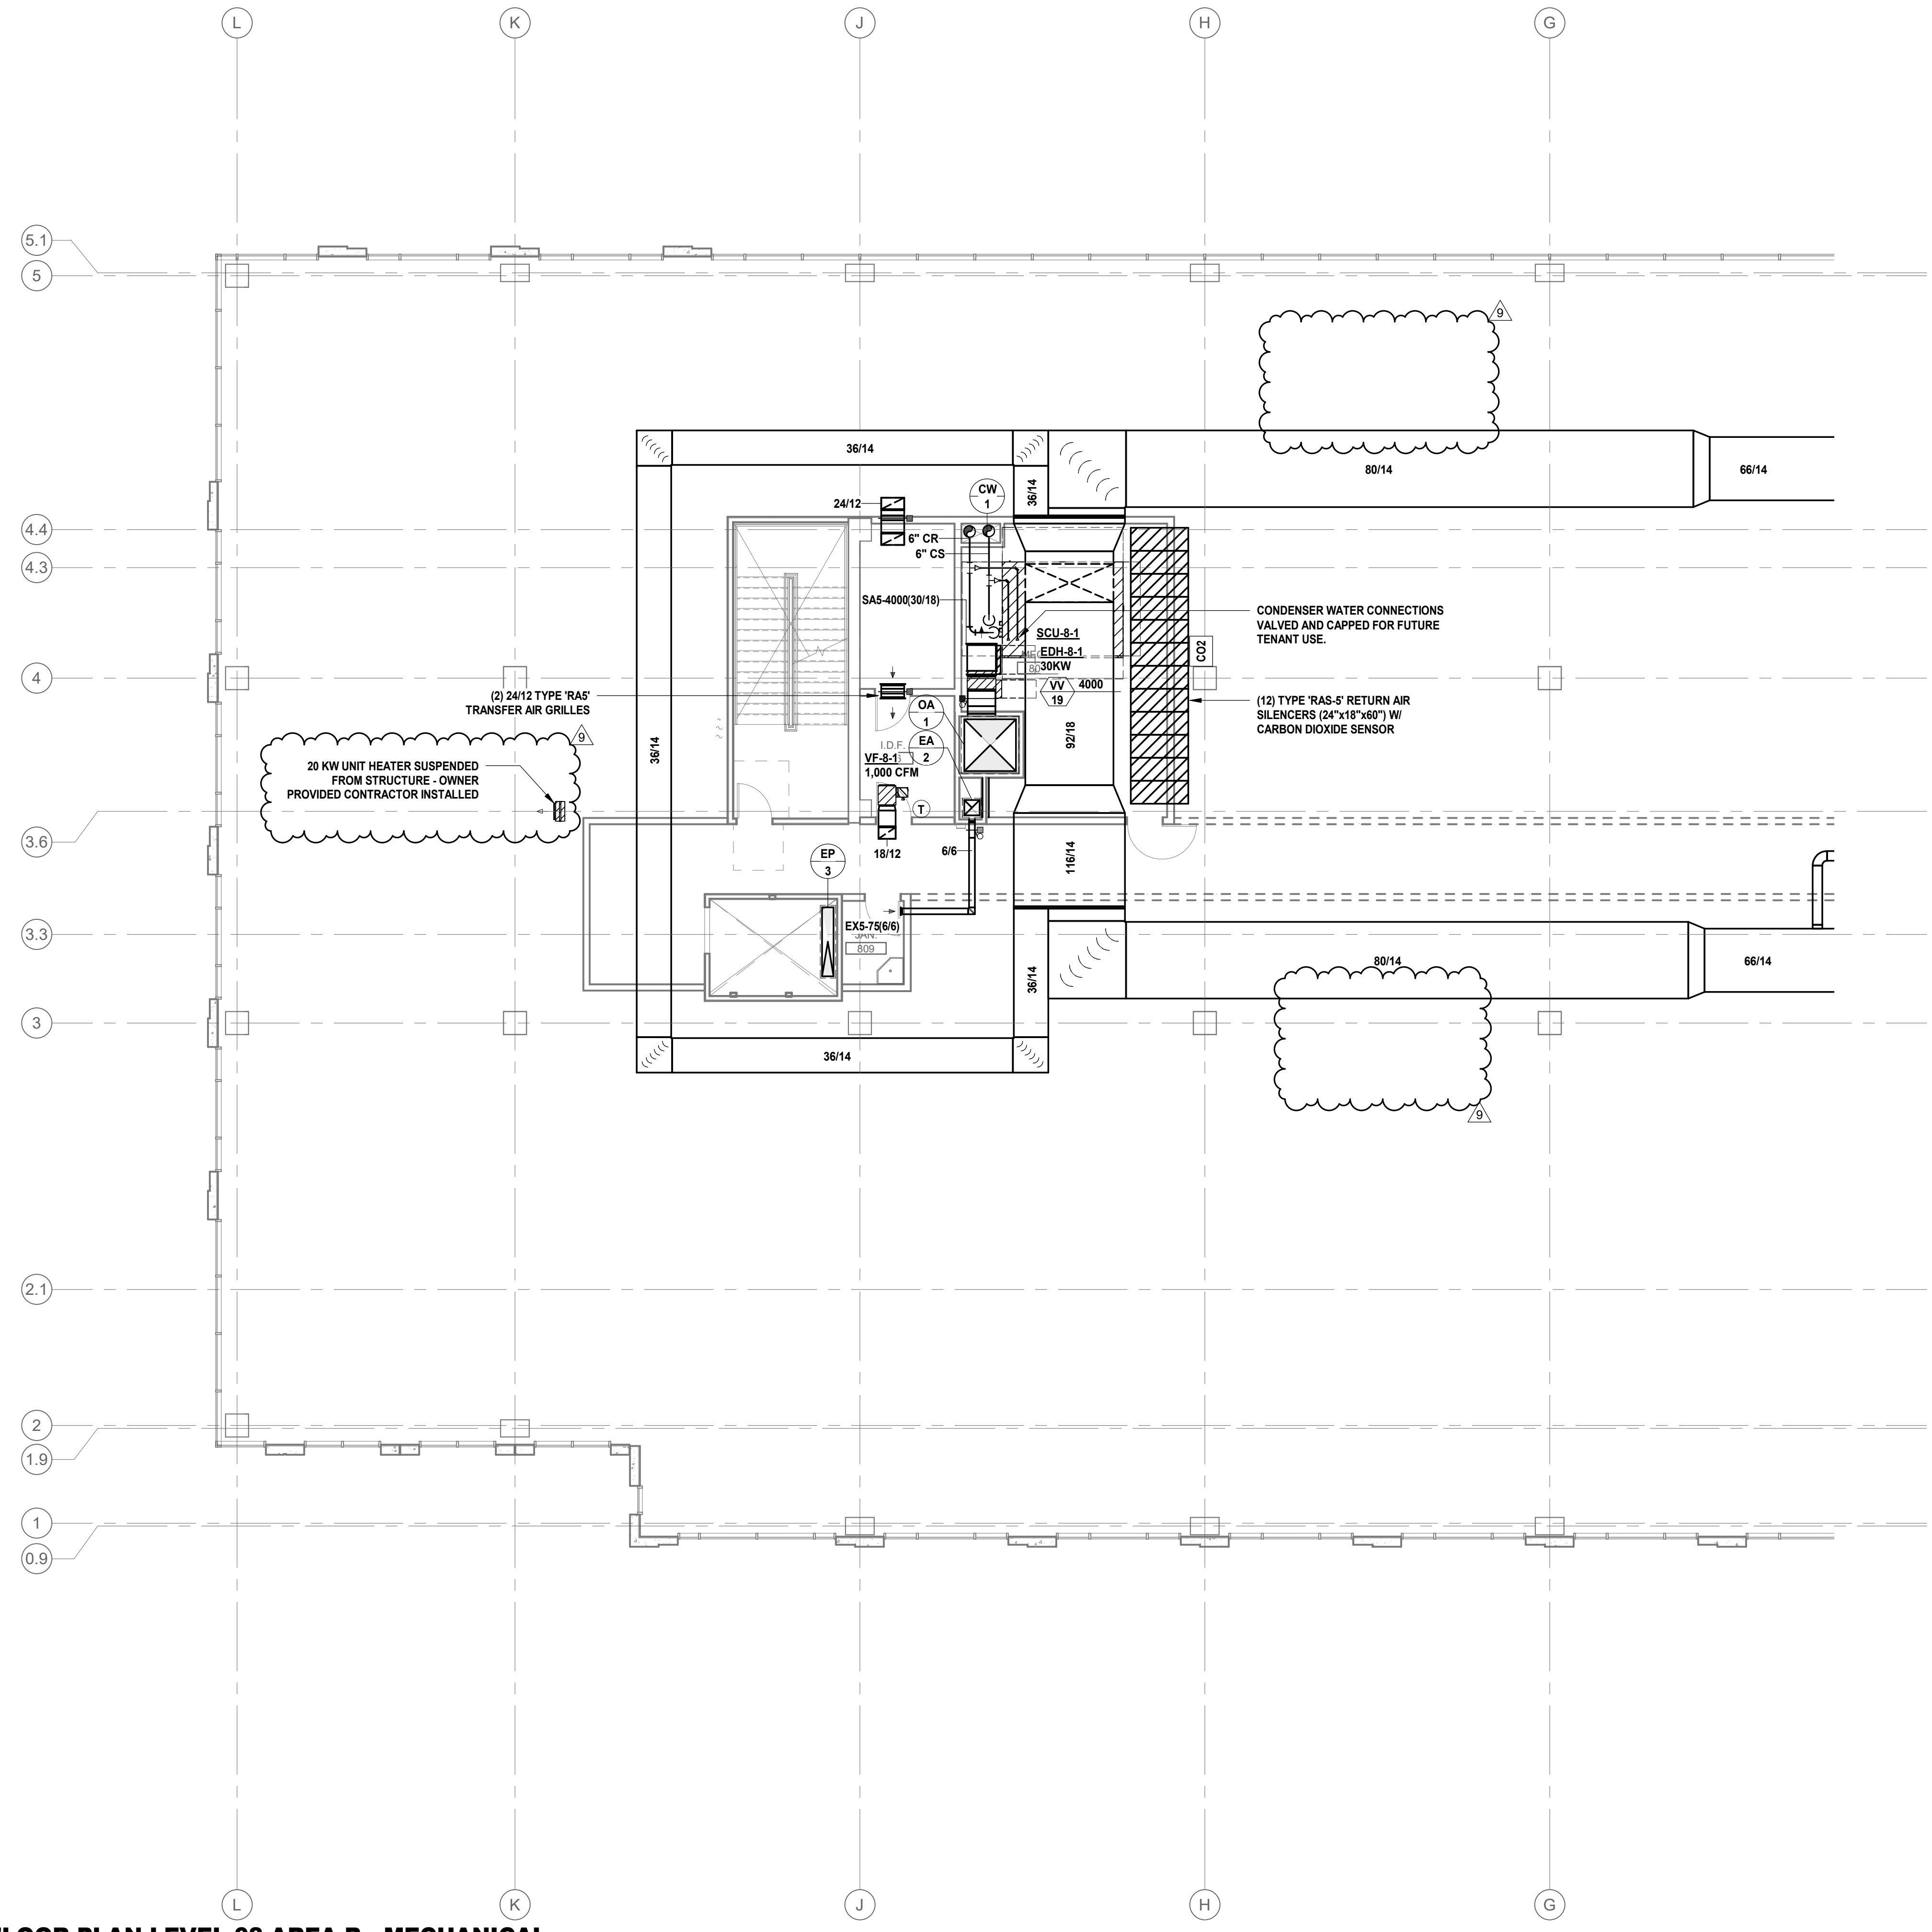 L
K
J
H
G
5.1
5
9
36/14
80/14
66/14
36/14
CW
1
24/12
4.4
6" CR
6" CS
4.3
SA5-4000(30/18)
CONDENSER WATER CONNECTIONS
VALVED AND CAPPED FOR FUTURE
TENANT USE.
SCU-8-1
EDH-8-1
30KW
CO2
4
VV
19
4000
(2) 24/12 TYPE 'RA5'
TRANSFER AIR GRILLES
(12) TYPE 'RAS-5' RETURN AIR
SILENCERS (24"x18"x60") W/
CARBON DIOXIDE SENSOR
OA
1
EA
2
92/18
36/14
I.D.F.
VF-8-1
1,000 CFM
9
20 KW UNIT HEATER SUSPENDED
FROM STRUCTURE - OWNER
PROVIDED CONTRACTOR INSTALLED
T
3.6
18/12
6/6
116/14
EP
3
EX5-75(6/6)
JAN.
809
3.3
80/14
66/14
36/14
3
36/14
9
2.1
2
1.9
1
0.9
L
K
J
H
G